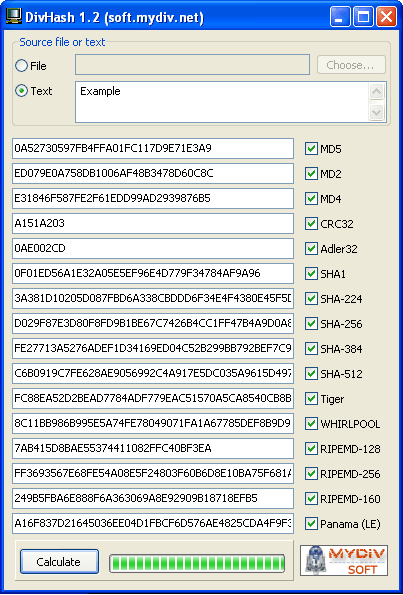 DivHash 1.2 (soft.mydiv.net)
Source file or text
File
Choose...
Text
Example
0A52730597FB4FFA01FC117D9E71E3A9 MD5
ED079E0A758DB1006AF48B3478D60C8C MD2
E31846F587FE2F61EDD99AD2939876B5 MD4
A151A203 CRC32
0AE002CD Adler32
0F01ED56A1E32A05E5EF96E4D779F34784AF9A96 SHA1
3A381D10205D087FBD6A338CBDDD6F34E4F4380E45F5D SHA-224
D029F87E3D80F8FD9B1BE67C7426B4CC1FF47B4A9D0A8 SHA-256
FE27713A5276ADEF1D34169ED04C52B299BB792BEF7C9 SHA-384
C6B0919C7FE628AE9056992C4A917E5DC035A9615D497 SHA-512
FC88EA52D2BEAD7784ADF779EAC51570A5CA8540CB8B Tiger
8C11BB986B995E5A74FE78049071FA1A67785DEF8B9D9 WHIRLPOOL
7AB415D8BAE55374411082FFC40BF3EA RIPEMD-128
FF3693567E68FE54A08E5F24803F60B6D8E10BA75F681A RIPEMD-256
249B5FBA6E888F6A363069A8E92909B18718EFB5 RIPEMD-160
A16F837D21645036EE04D1FBCF6D576AE4825CDA4F9F3 Panama (LE)
Calculate
MYDIV
SOFT